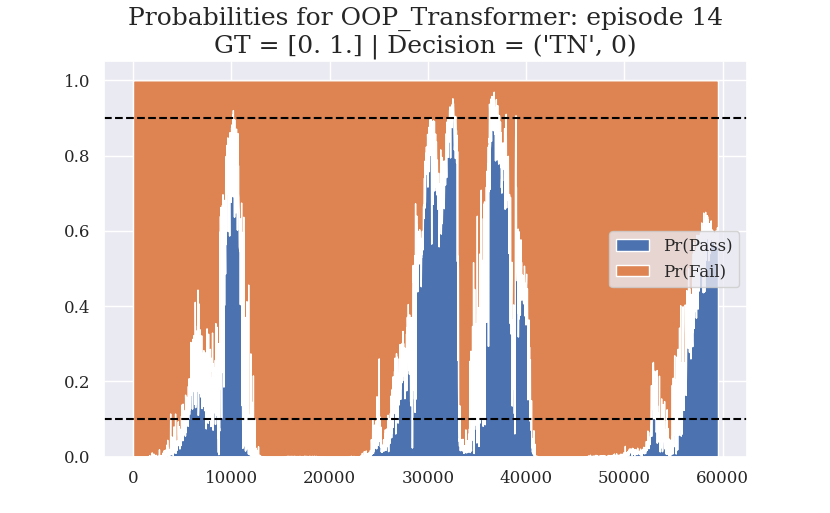 Probabilities for OOP_Transformer: episode 14
GT = [0. 1.] | Decision = ('TN', 0)
1.0
0.8
0.6
0.4
0.2
0.0
Pr(Pass)
Pr(Fail)
0 10000 20000 30000 40000 50000 60000